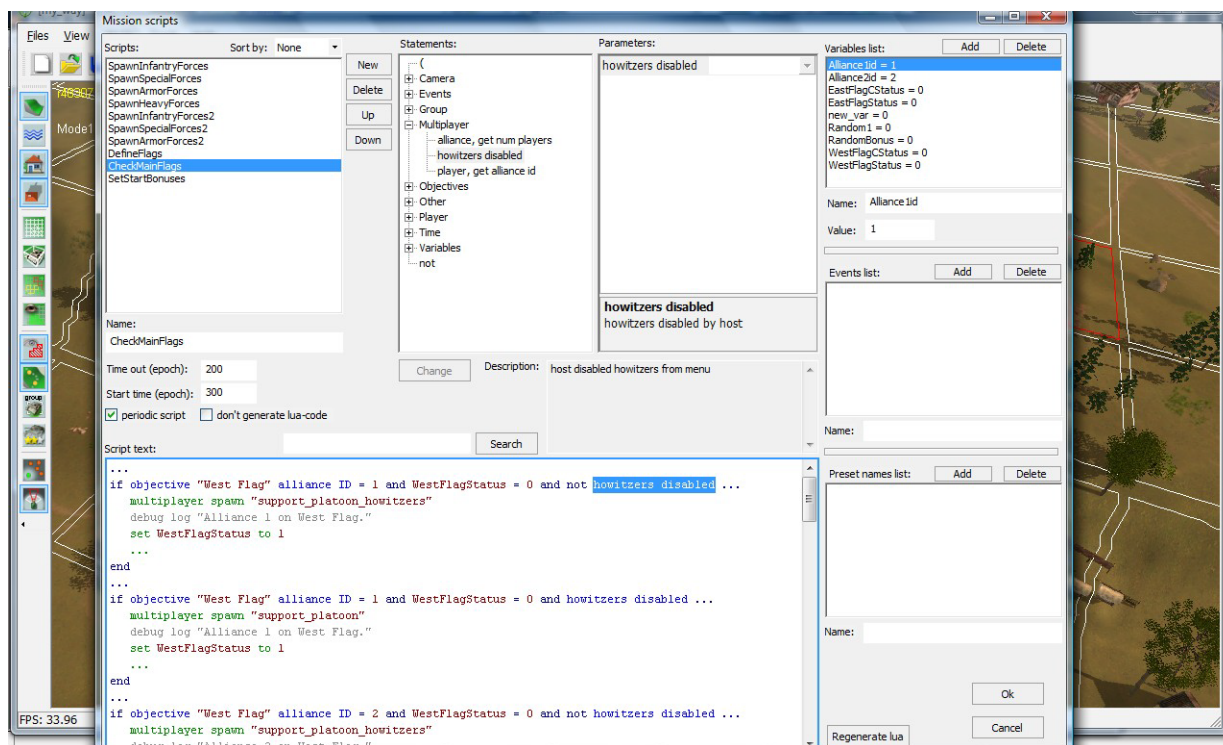 [my_way]
Mission scripts
Files View
Scripts:
Sort by: None
SpawnInfantryForces
SpawnSpecialForces
SpawnArmorForces
SpawnHeavyForces
SpawnInfantryForces2
SpawnSpecialForces2
SpawnArmorForces2
DefineFlags
CheckMainFlags
SetStartBonuses
New
Delete
Up
Down
Name:
CheckMainFlags
Time out (epoch): 200
Start time (epoch): 300
periodic script
don't generate lua-code
Statements:
(
Camera
Events
Group
Multiplayer
alliance, get num players
howitzers disabled
player, get alliance id
Objectives
Other
Player
Time
Variables
not
Parameters:
howitzers disabled
howitzers disabled
howitzers disabled by host
Change
Description:
host disabled howitzers from menu
Script text:
Search
...
if objective "West Flag" alliance ID = 1 and WestFlagStatus = 0 and not howitzers disabled ...
multiplayer spawn "support_platoon_howitzers"
debug log "Alliance 1 on West Flag."
set WestFlagStatus to 1
...
end
...
if objective "West Flag" alliance ID = 1 and WestFlagStatus = 0 and howitzers disabled ...
multiplayer spawn "support_platoon"
debug log "Alliance 1 on West Flag."
set WestFlagStatus to 1
...
end
...
if objective "West Flag" alliance ID = 2 and WestFlagStatus = 0 and not howitzers disabled ...
multiplayer spawn "support_platoon_howitzers"
debug log "Alliance 2 on West Flag."
Variables list:
Add
Delete
Alliance1id = 1
Alliance2id = 2
EastFlagCStatus = 0
EastFlagStatus = 0
new_var = 0
Random1 = 0
RandomBonus = 0
WestFlagCStatus = 0
WestFlagStatus = 0
Name: Alliance1id
Value: 1
Events list:
Add
Delete
Name:
Preset names list:
Add
Delete
Name:
Ok
Cancel
Regenerate lua
Mode1
group
FPS: 33.96